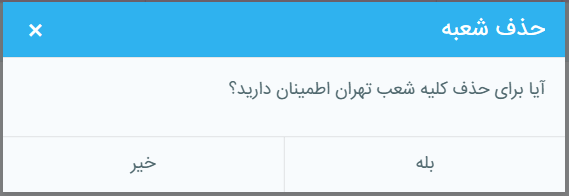 حذف شعبه
آیا برای حذف کلیه شعب تهران اطمینان دارید؟
بله
خیر